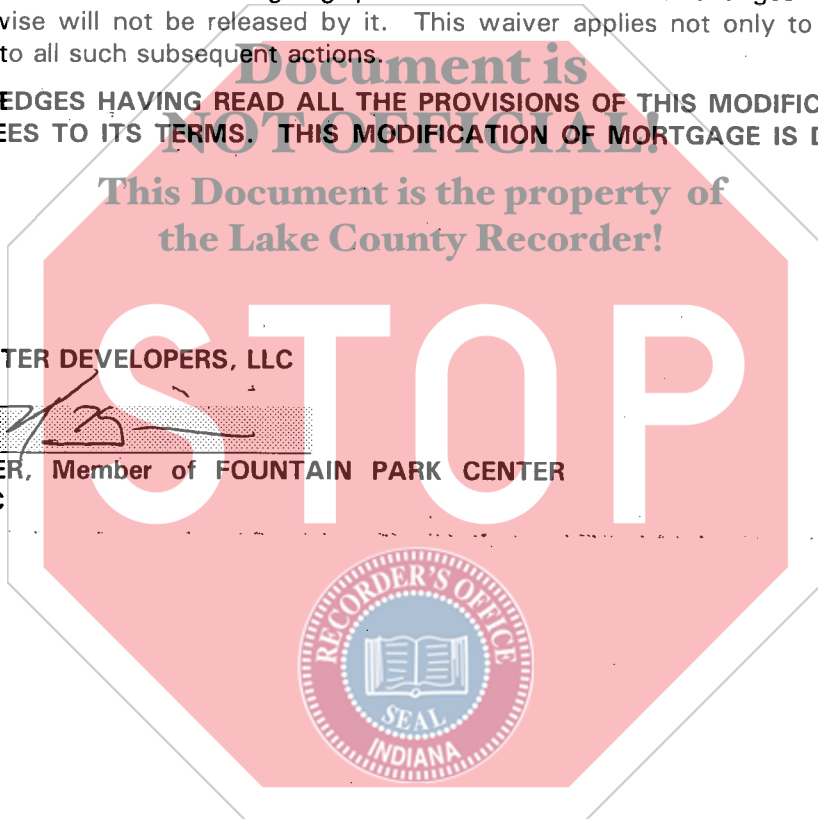 wise will not be released by it. This waiver applies not only to
to all such subsequent actions.
Document is
EDGES HAVING READ ALL THE PROVISIONS OF THIS MODIFIC
NOT OFFICIAL!
EES TO ITS TERMS. THIS MODIFICATION OF MORTGAGE IS D
This Document is the property of
the Lake County Recorder!
STOP
TER DEVELOPERS, LLC
ER, Member of FOUNTAIN PARK CENTER
C
RECORDER'S OFFICE
SEAL
INDIANA